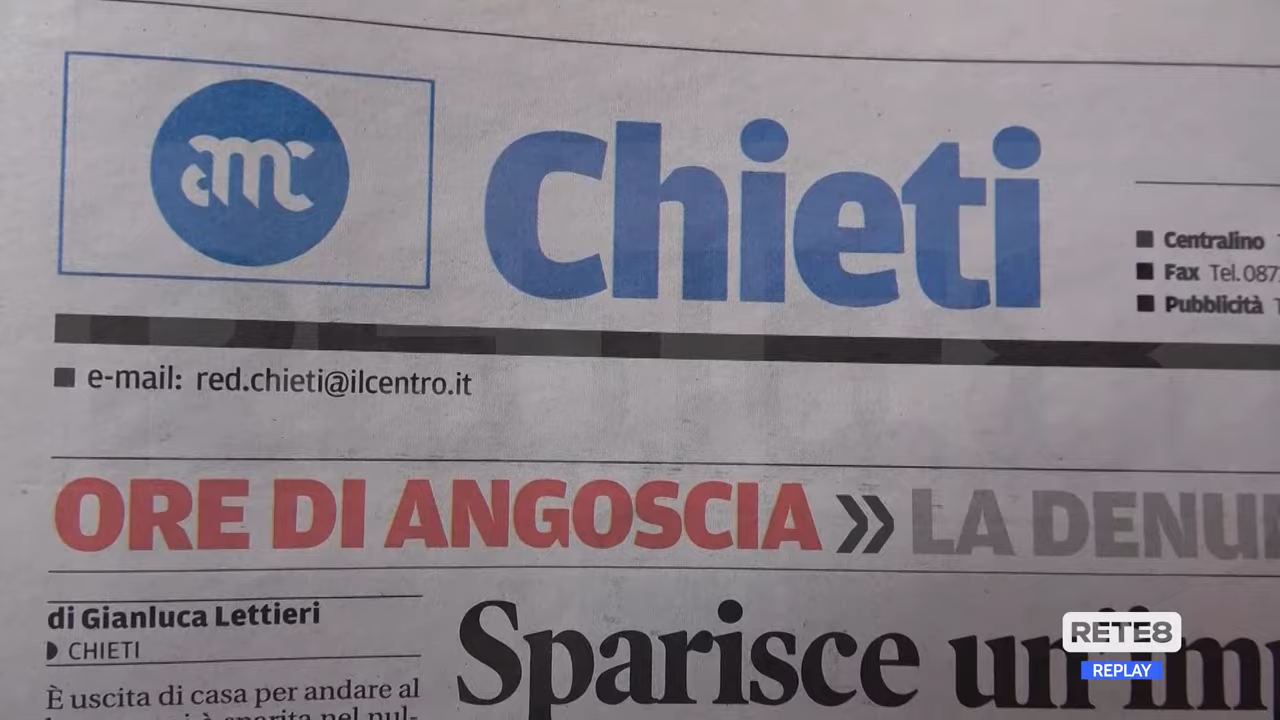 amc
Chieti
Centralino
Fax Tel. 087
Pubblicità
e-mail: red.chieti@ilcentro.it
ORE DI ANGOSCIA » LA DENU
di Gianluca Lettieri
CHIETI
Sparisce un'im
È uscita di casa per andare al
RETE8
REPLAY